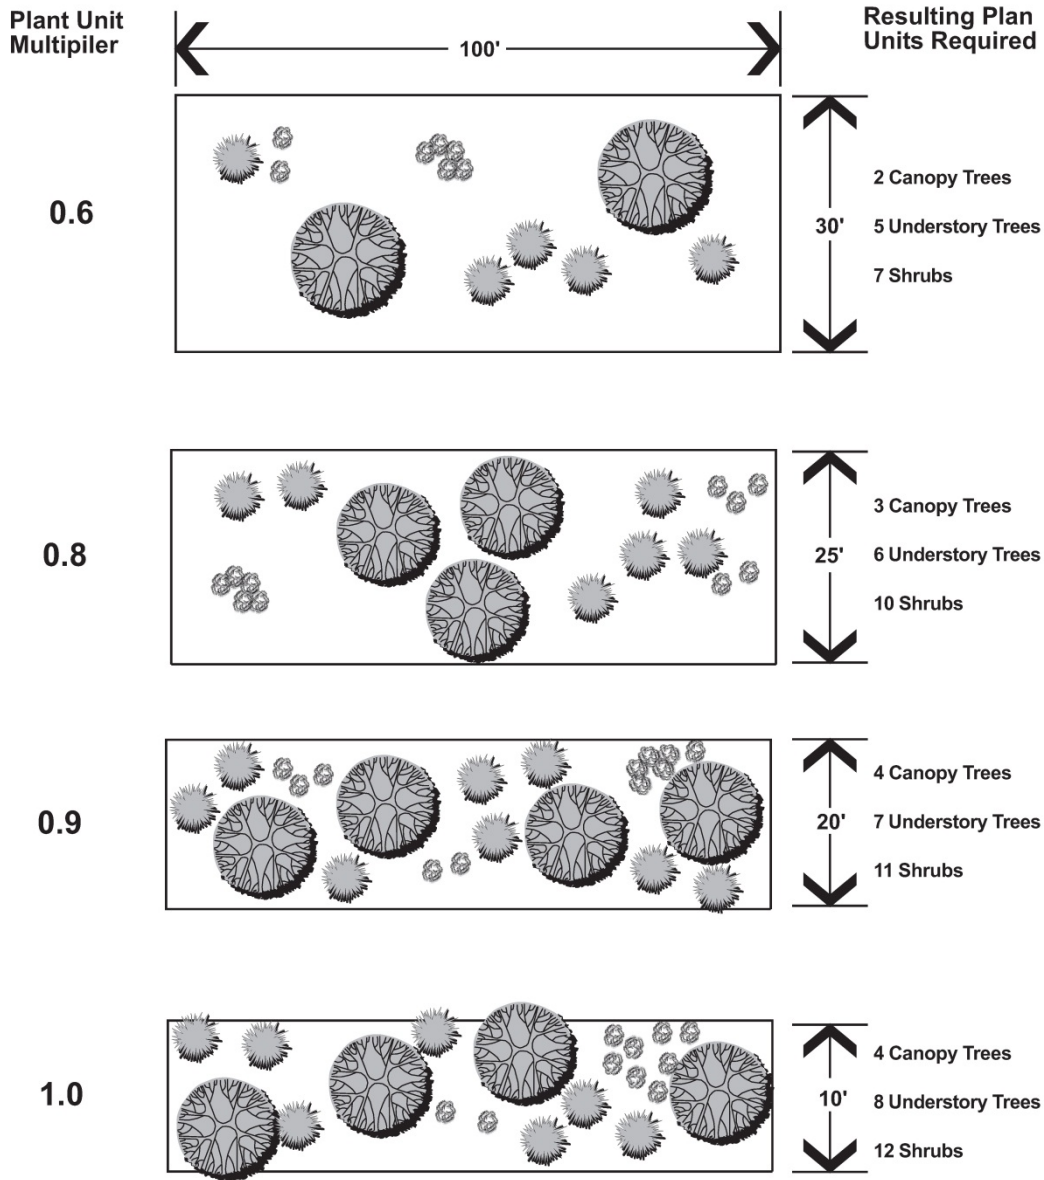 Plant Unit
Multipiler
100'
Resulting Plan
Units Required
0.6
30'
2 Canopy Trees
5 Understory Trees
7 Shrubs
0.8
25'
3 Canopy Trees
6 Understory Trees
10 Shrubs
0.9
20'
4 Canopy Trees
7 Understory Trees
11 Shrubs
1.0
10'
4 Canopy Trees
8 Understory Trees
12 Shrubs